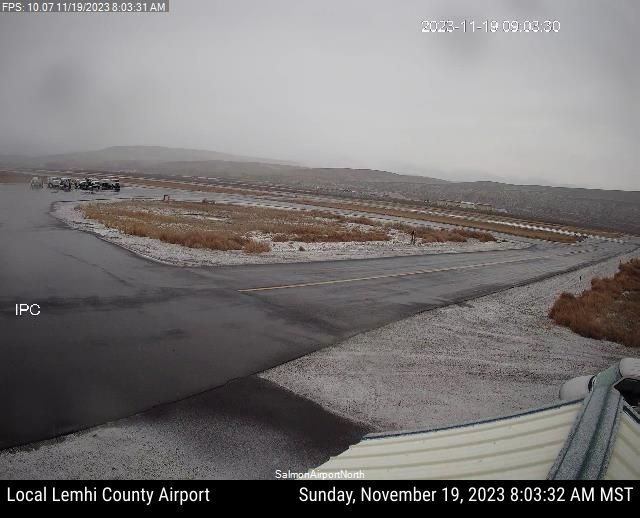 FPS: 10.07 11/19/2023 8:03:31 AM
2023-11-19 09:03:30
IPC
SalmonAirportNorth
Local Lemhi County Airport
Sunday, November 19, 2023 8:03:32 AM MST